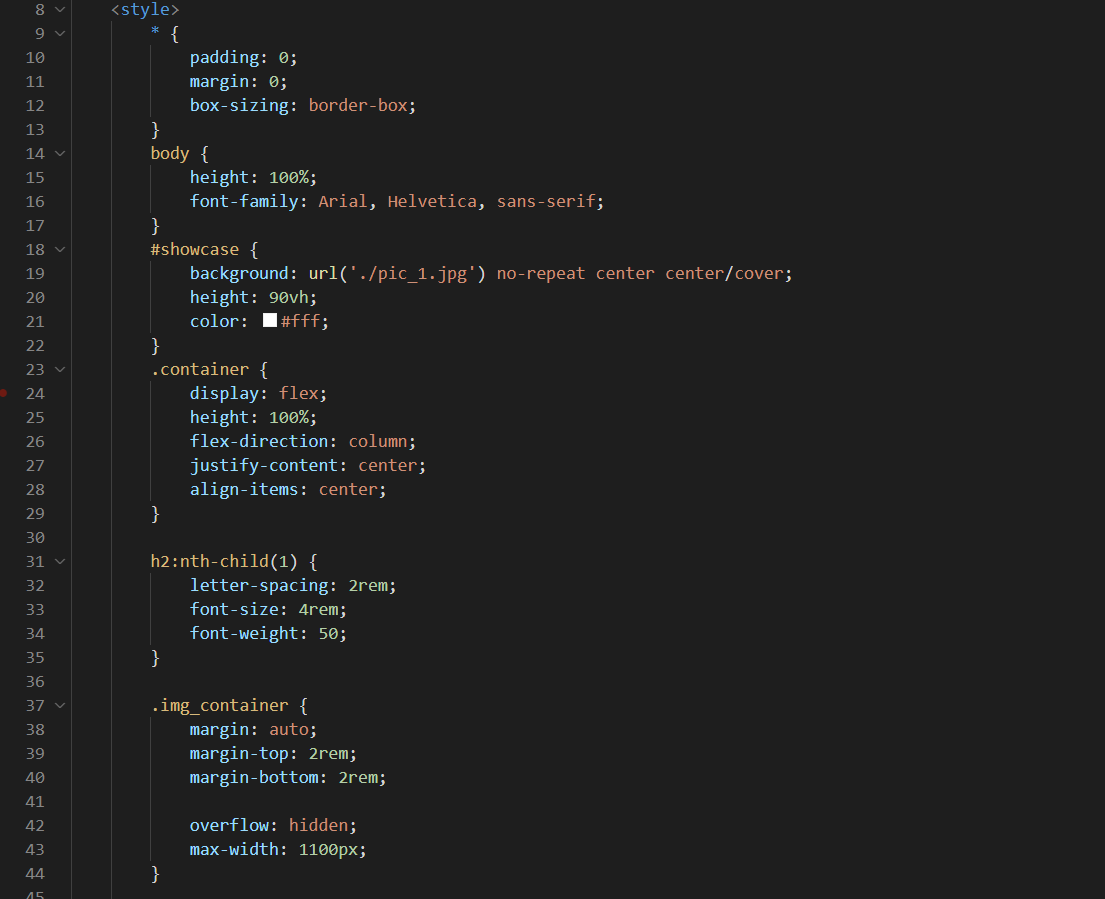 8 <style>
9 * {
10 padding: 0;
11 margin: 0;
12 box-sizing: border-box;
13 }
14 body {
15 height: 100%;
16 font-family: Arial, Helvetica, sans-serif;
17 }
18 #showcase {
19 background: url('./pic_1.jpg') no-repeat center center/cover;
20 height: 90vh;
21 color: #fff;
22 }
23 .container {
24 display: flex;
25 height: 100%;
26 flex-direction: column;
27 justify-content: center;
28 align-items: center;
29 }
30
31 h2:nth-child(1) {
32 letter-spacing: 2rem;
33 font-size: 4rem;
34 font-weight: 50;
35 }
36
37 .img_container {
38 margin: auto;
39 margin-top: 2rem;
40 margin-bottom: 2rem;
41
42 overflow: hidden;
43 max-width: 1100px;
44 }
45